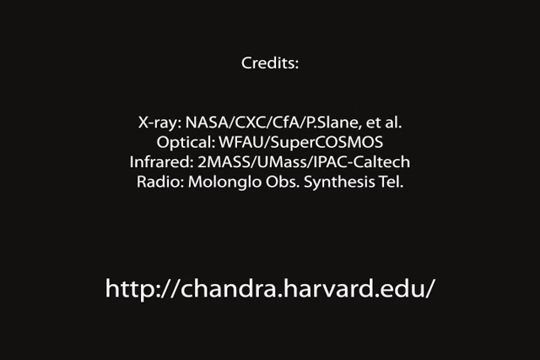 Credits:
X-ray: NASA/CXC/CfA/P.Slane, et al.
Optical: WFAU/SuperCOSMOS
Infrared: 2MASS/UMass/IPAC-Caltech
Radio: Molonglo Obs. Synthesis Tel.
http://chandra.harvard.edu/